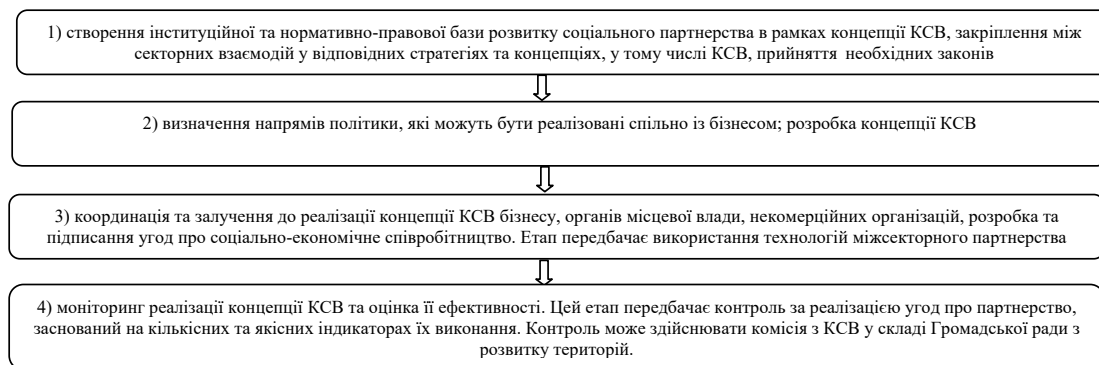 1) створення інституційної та нормативно-правової бази розвитку соціального партнерства в рамках концепції КСВ, закріплення між
секторних взаємодій у відповідних стратегіях та концепціях, у тому числі КСВ, прийняття необхідних законів
2) визначення напрямів політики, які можуть бути реалізовані спільно із бізнесом; розробка концепції КСВ
3) координація та залучення до реалізації концепції КСВ бізнесу, органів місцевої влади, некомерційних організацій, розробка та
підписання угод про соціально-економічне співробітництво. Етап передбачає використання технологій міжсекторного партнерства
4) моніторинг реалізації концепції КСВ та оцінка її ефективності. Цей етап передбачає контроль за реалізацією угод про партнерство,
заснований на кількісних та якісних індикаторах їх виконання. Контроль може здійснювати комісія з КСВ у складі Громадської ради з
розвитку територій.